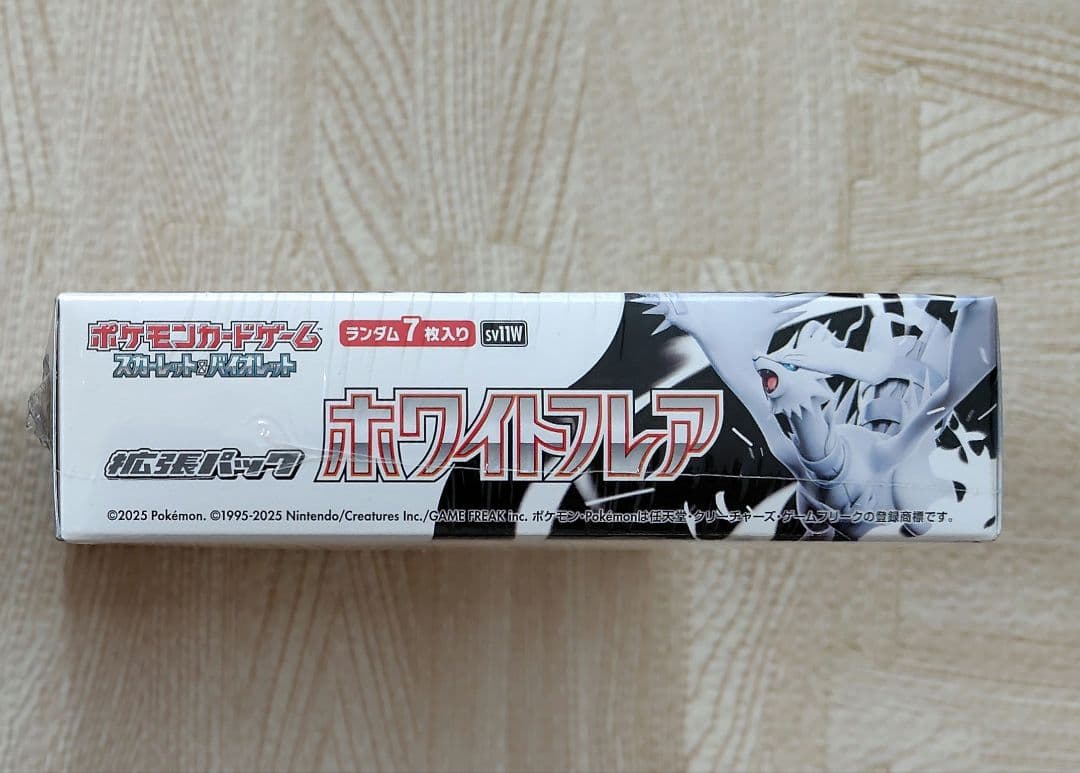 ポケモンカードゲーム
スカーレット&バイオレット
ランダム7枚入り sv11W
拡張パック ホワイトフレア
©2025 Pokémon. ©1995-2025 Nintendo/Creatures Inc./GAME FREAK inc. ポケモン・Pokémonは任天堂・クリーチャーズ・ゲームフリークの登録商標です。